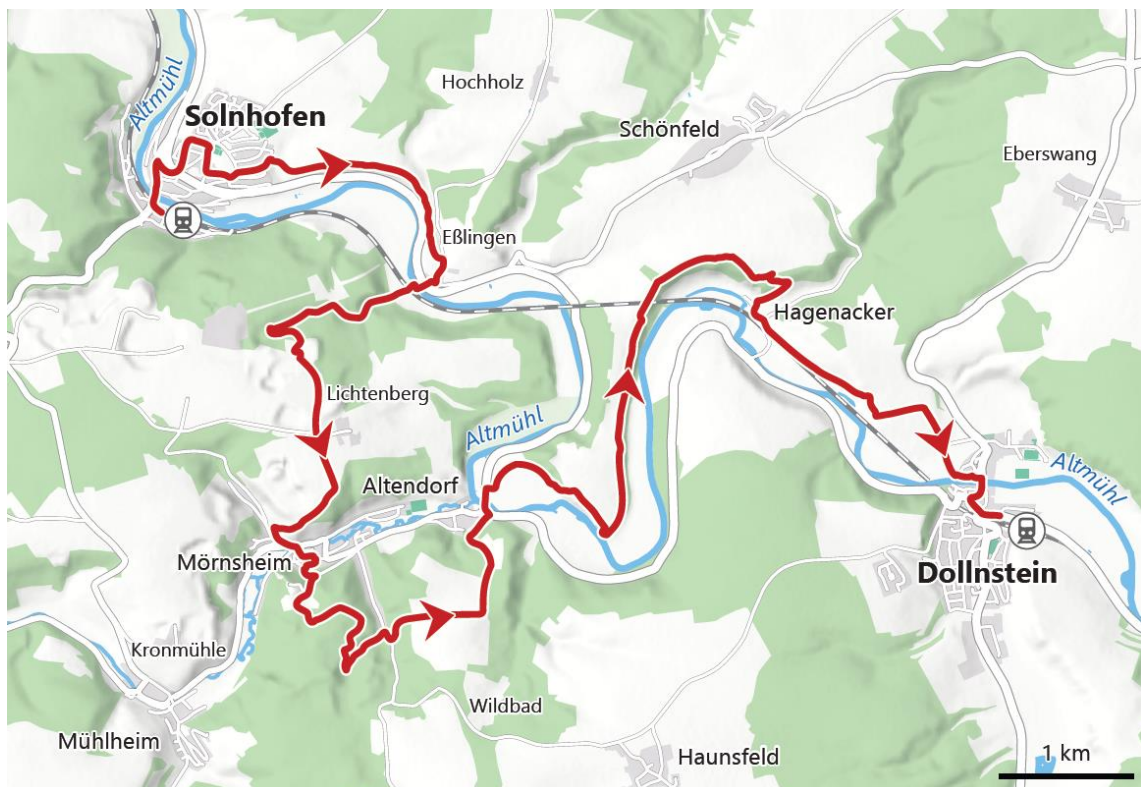 Altmühl
Solnhofen
Hochholz
Schönfeld
Eberswang
Eßlingen
Hagenacker
Lichtenberg
Altmühl
Altendorf
Altmühl
Mörnsheim
Dollnstein
Kronmühle
Wildbad
Mühlheim
Haunsfeld
1 km